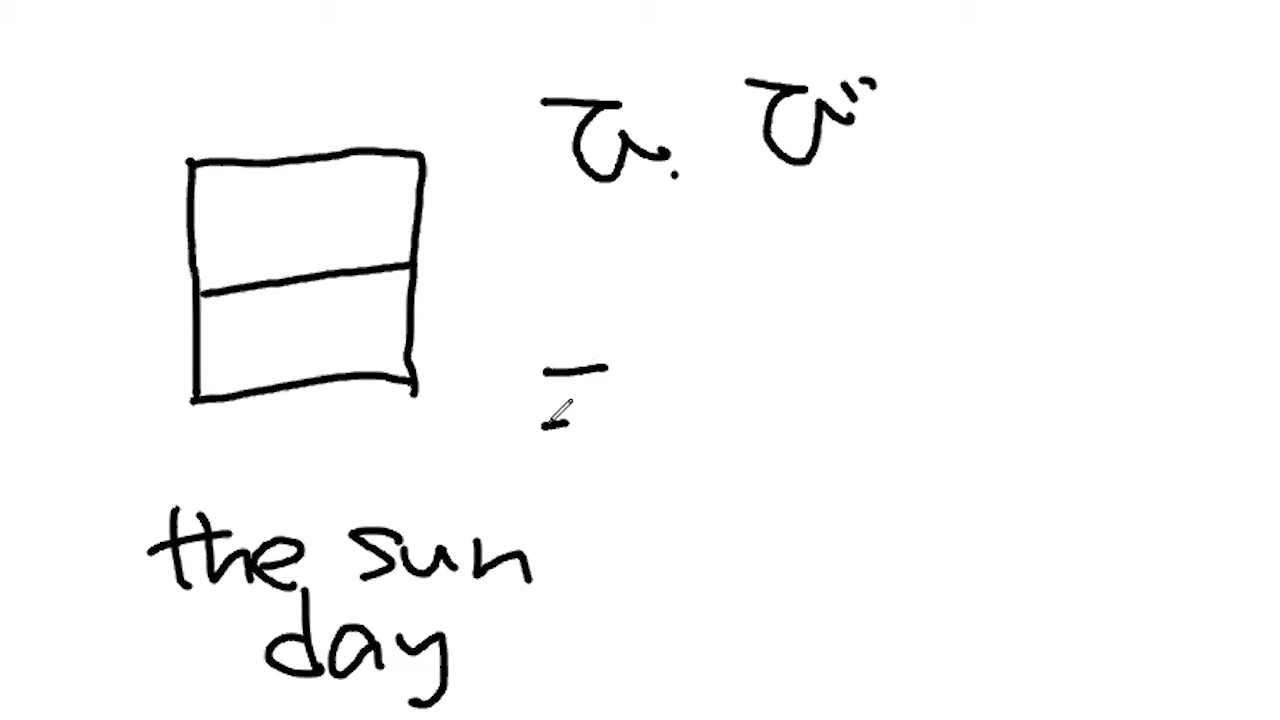 日 ひ. び
the sun
day